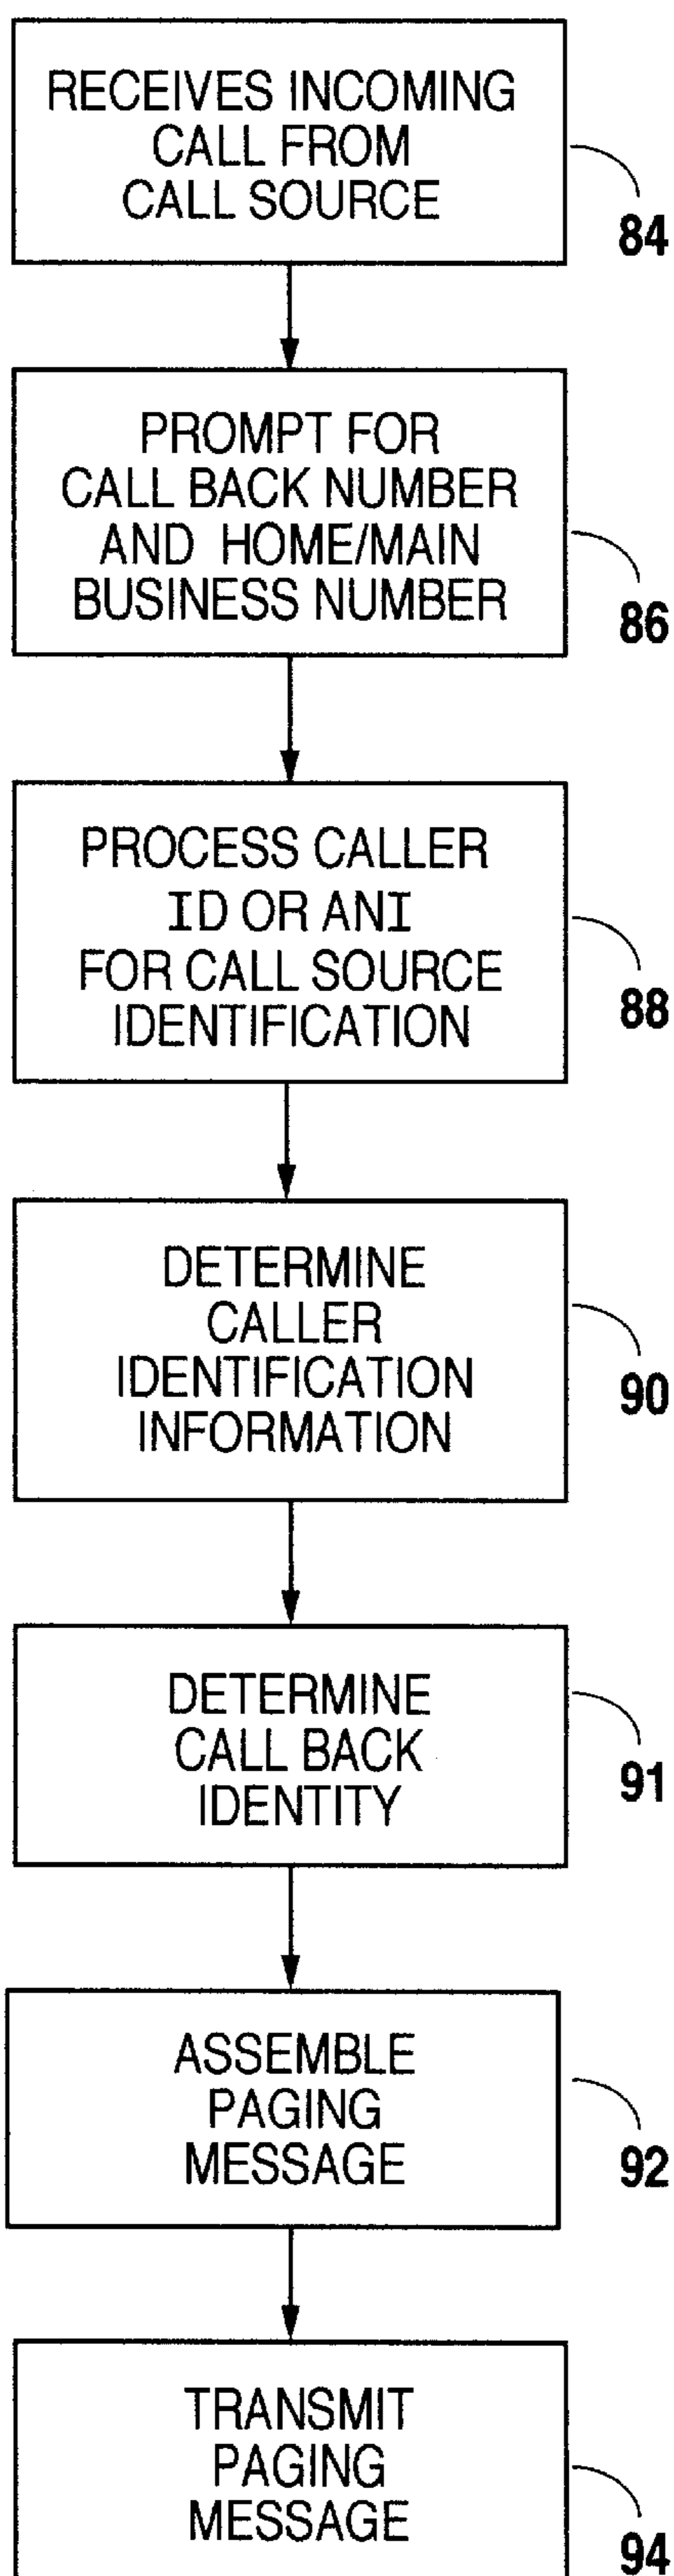 RECEIVES INCOMING
CALL FROM
CALL SOURCE
84
PROMPT FOR
CALL BACK NUMBER
AND HOME/MAIN
BUSINESS NUMBER
86
PROCESS CALLER
ID OR ANI
FOR CALL SOURCE
IDENTIFICATION
88
DETERMINE
CALLER
IDENTIFICATION
INFORMATION
90
DETERMINE
CALL BACK
IDENTITY
91
ASSEMBLE
PAGING
MESSAGE
92
TRANSMIT
PAGING
MESSAGE
94